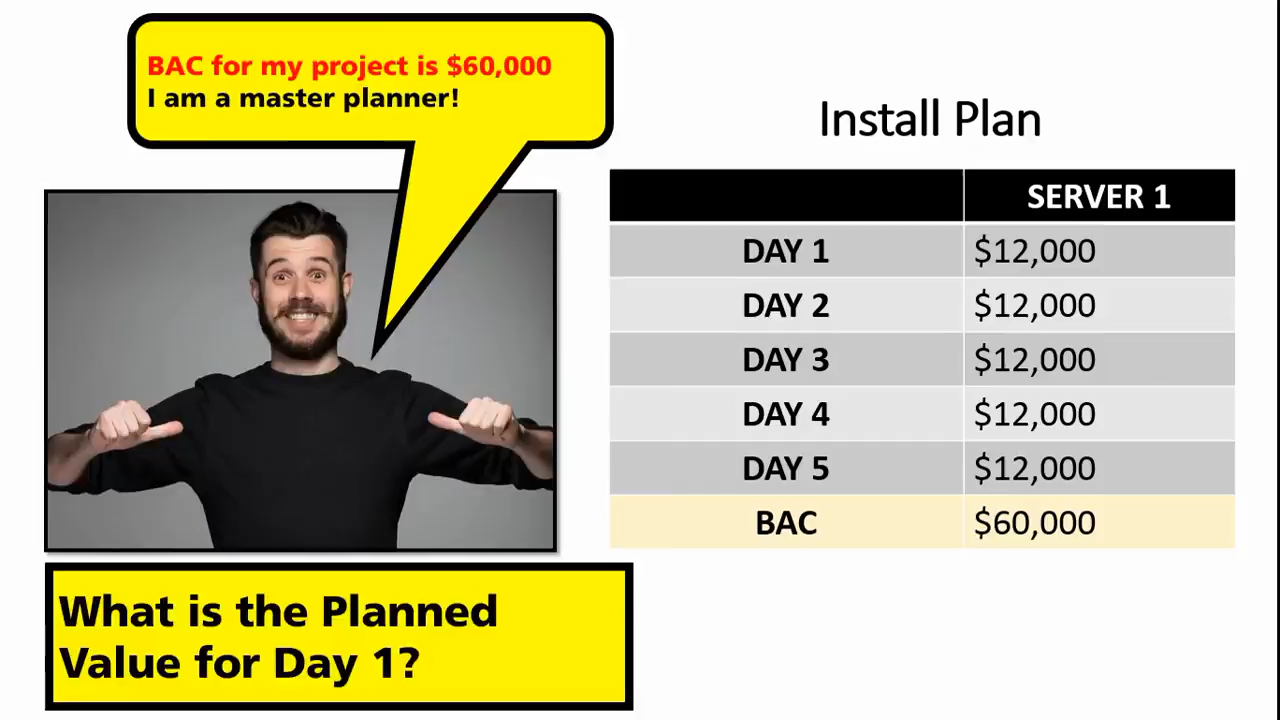 BAC for my project is $60,000
I am a master planner!
Install Plan
SERVER 1
DAY 1 $12,000
DAY 2 $12,000
DAY 3 $12,000
DAY 4 $12,000
DAY 5 $12,000
BAC $60,000
What is the Planned
Value for Day 1?